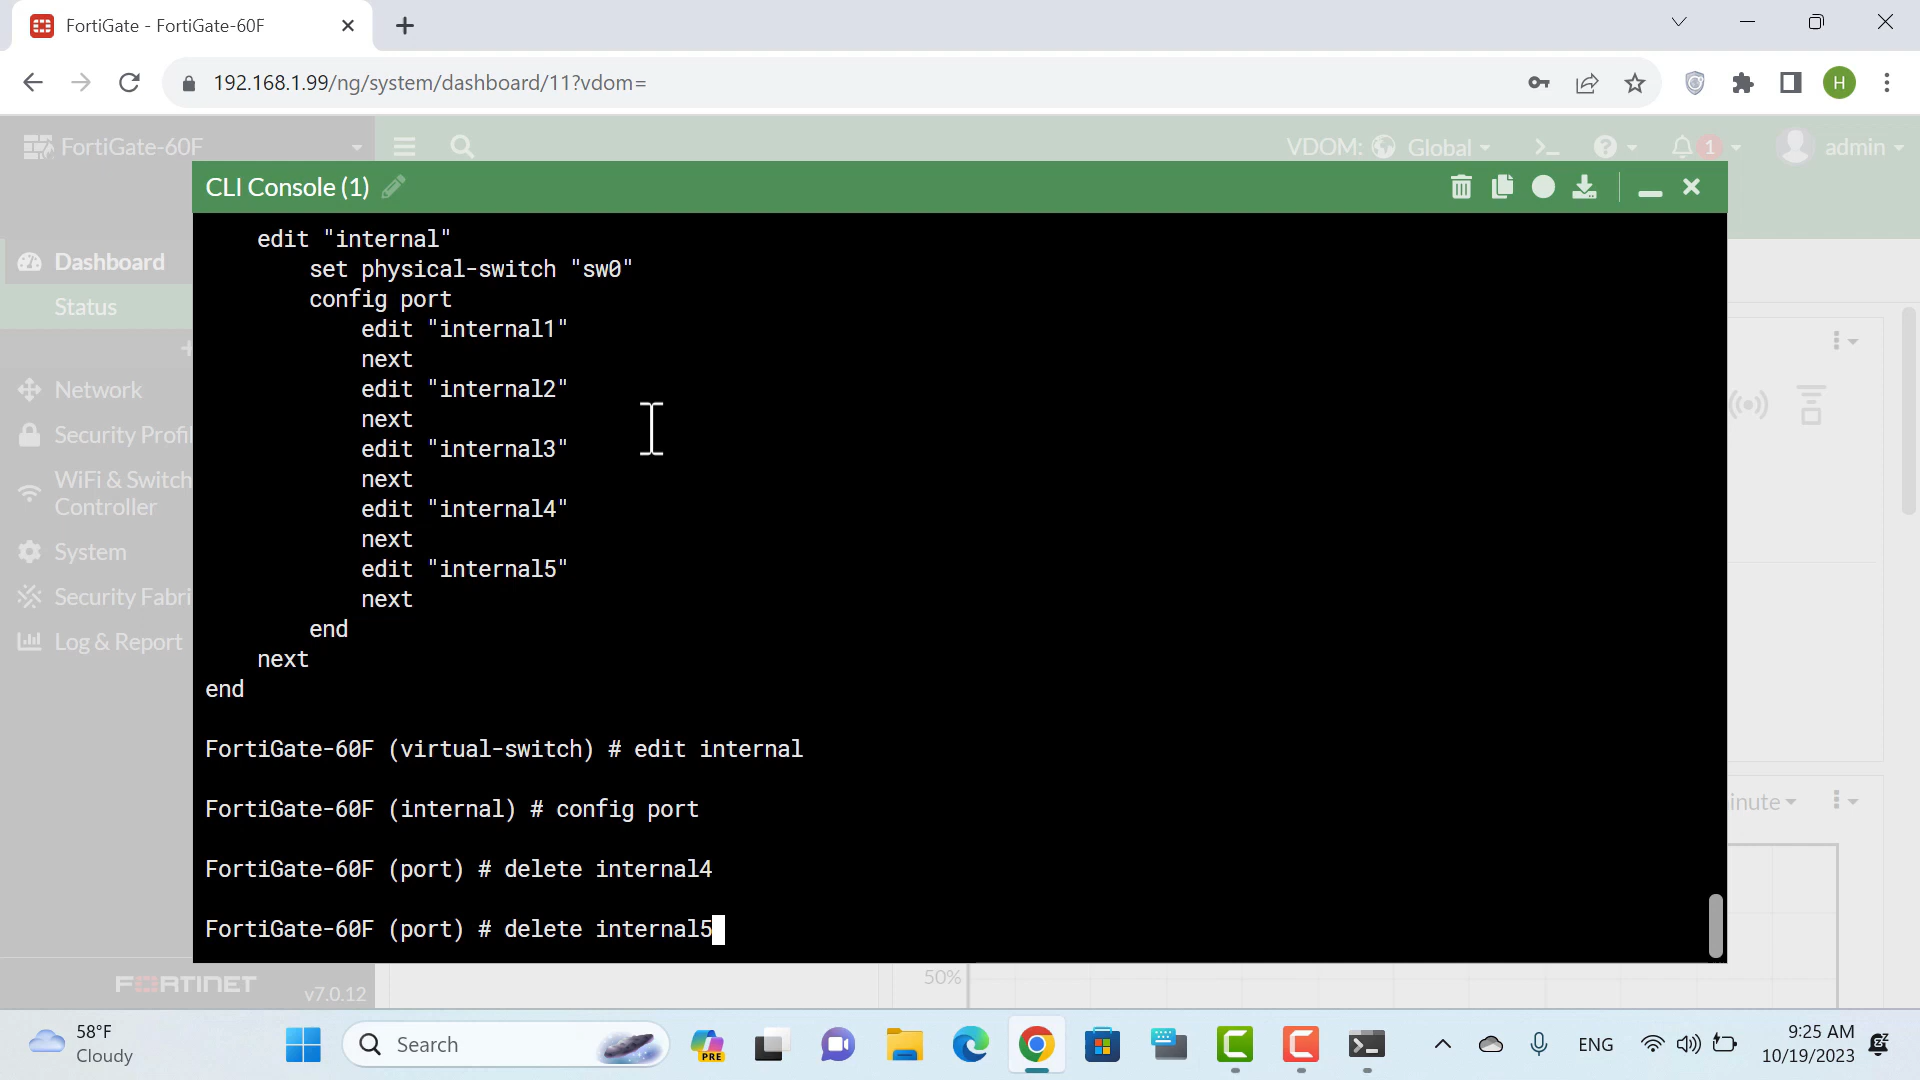 FortiGate - FortiGate-60F
192.168.1.99/ng/system/dashboard/11?vdom=
H
FortiGate-60F
VDOM: Global
1
admin
CLI Console (1)
Dashboard
Status
Network
Security Profil
WiFi & Switch
Controller
System
Security Fabri
Log & Report
edit "internal"
set physical-switch "sw0"
config port
edit "internal1"
next
edit "internal2"
next
edit "internal3"
next
edit "internal4"
next
edit "internal5"
next
end
next
end
FortiGate-60F (virtual-switch) # edit internal
FortiGate-60F (internal) # config port
FortiGate-60F (port) # delete internal4
FortiGate-60F (port) # delete internal5
inute
50%
FORTINET
v7.0.12
58°F
Cloudy
Search
PRE
ENG
9:25 AM
10/19/2023